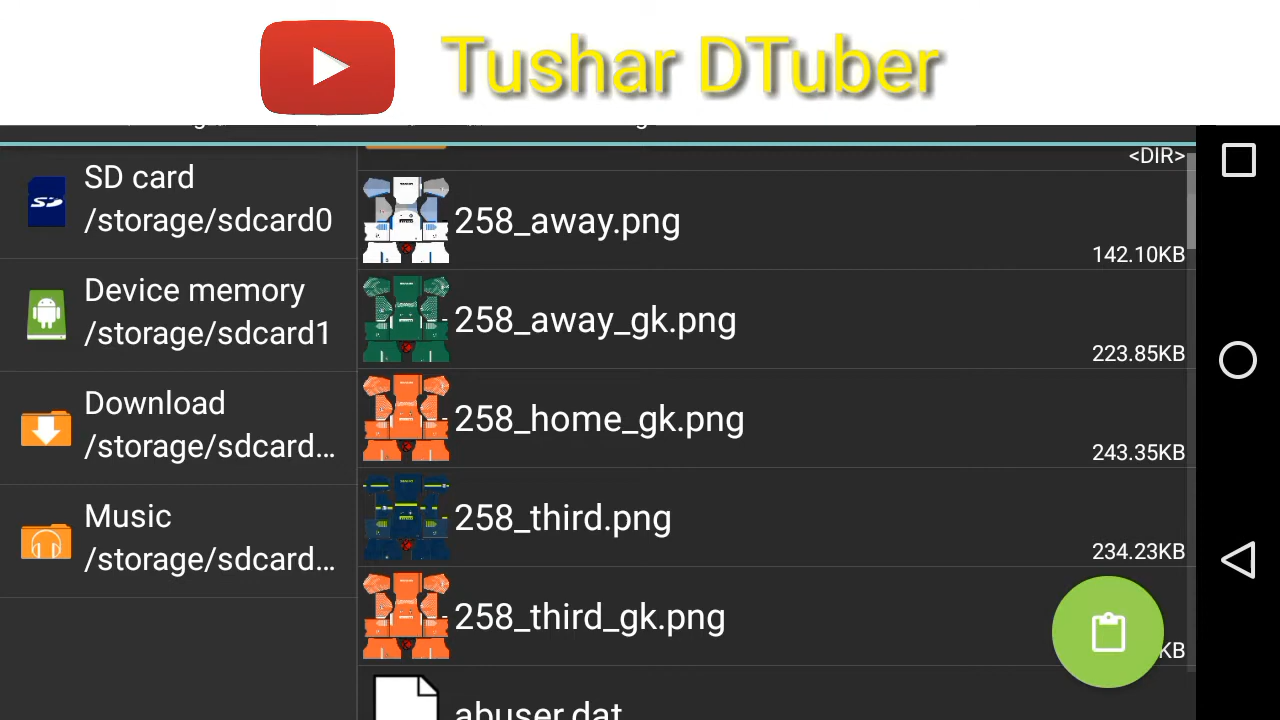 Tushar DTuber
SD card
/storage/sdcard0
Device memory
/storage/sdcard1
Download
/storage/sdcard...
Music
/storage/sdcard...
<DIR>
258_away.png
142.10KB
258_away_gk.png
223.85KB
258_home_gk.png
243.35KB
258_third.png
234.23KB
258_third_gk.png
KB
abuser.dat